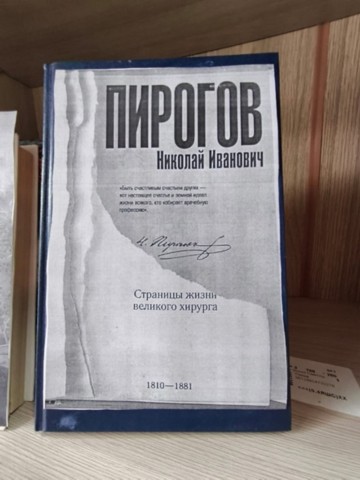 ПИРОГОВ
Николай Иванович
«Быть счастливым счастьем других —
вот настоящее счастье и земной идеал
жизни всякого, кто избирает врачебную
профессию».
Н. Пирогов
Страницы жизни
великого хирурга
1810—1881